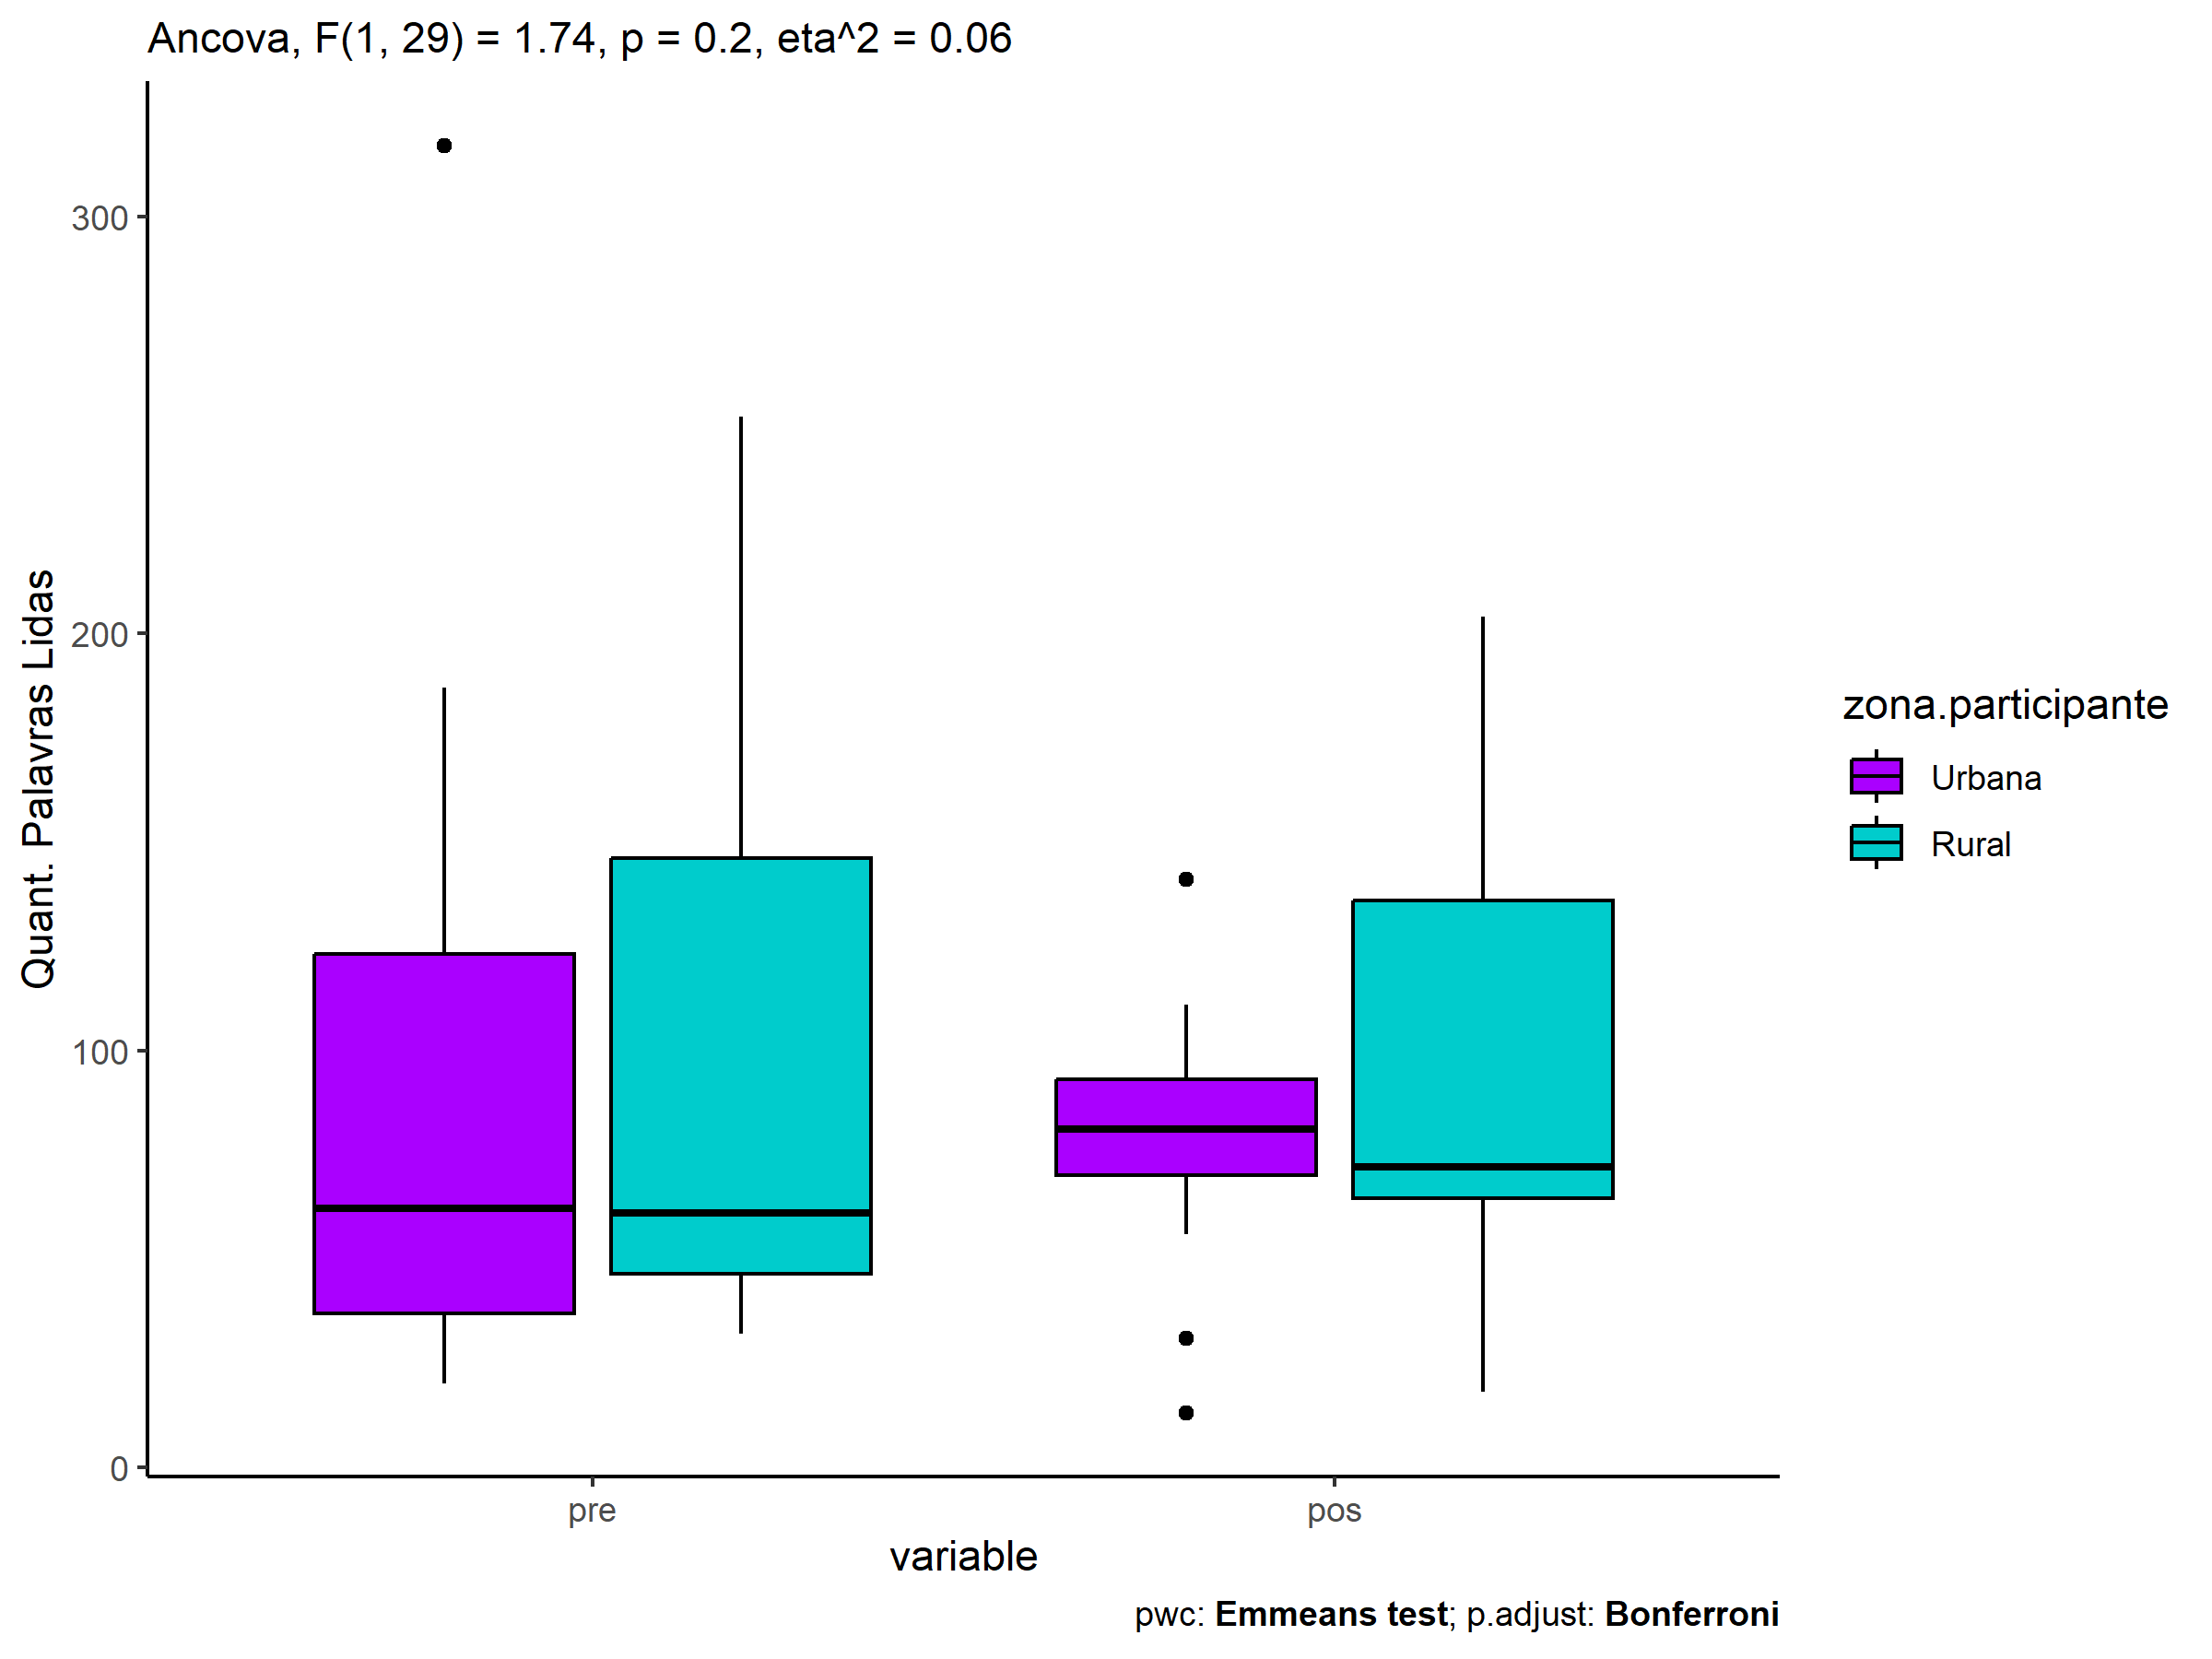 Ancova, F(1, 29) = 1.74, p = 0.2, eta^2 = 0.06
Quant. Palavras Lidas
300
200
100
0
pre
pos
variable
zona.participante
Urbana
Rural
pwc: Emmeans test; p.adjust: Bonferroni